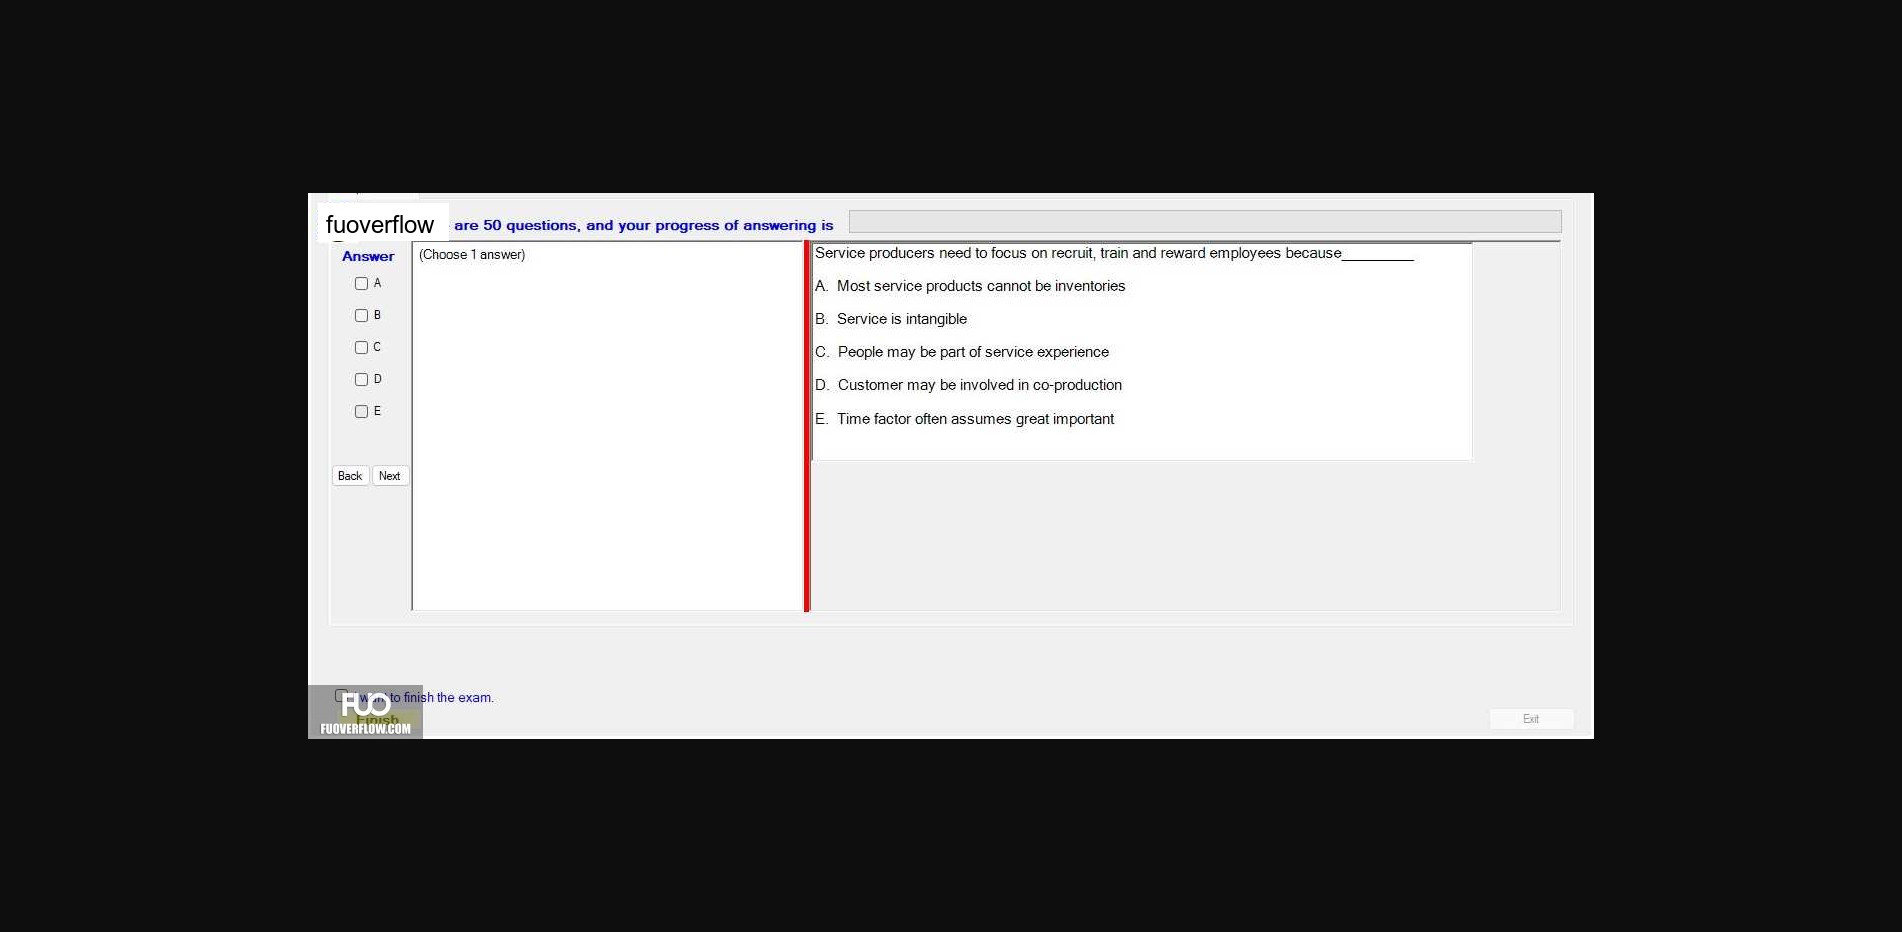 fuoverflow
are 50 questions, and your progress of answering is
Answer
A
B
C
D
E
Back Next
(Choose 1 answer)
Service producers need to focus on recruit, train and reward employees because_________
A. Most service products cannot be inventories
B. Service is intangible
C. People may be part of service experience
D. Customer may be involved in co-production
E. Time factor often assumes great important
want to finish the exam.
Finish
FUO
FUOVERFLOW.COM
Exit